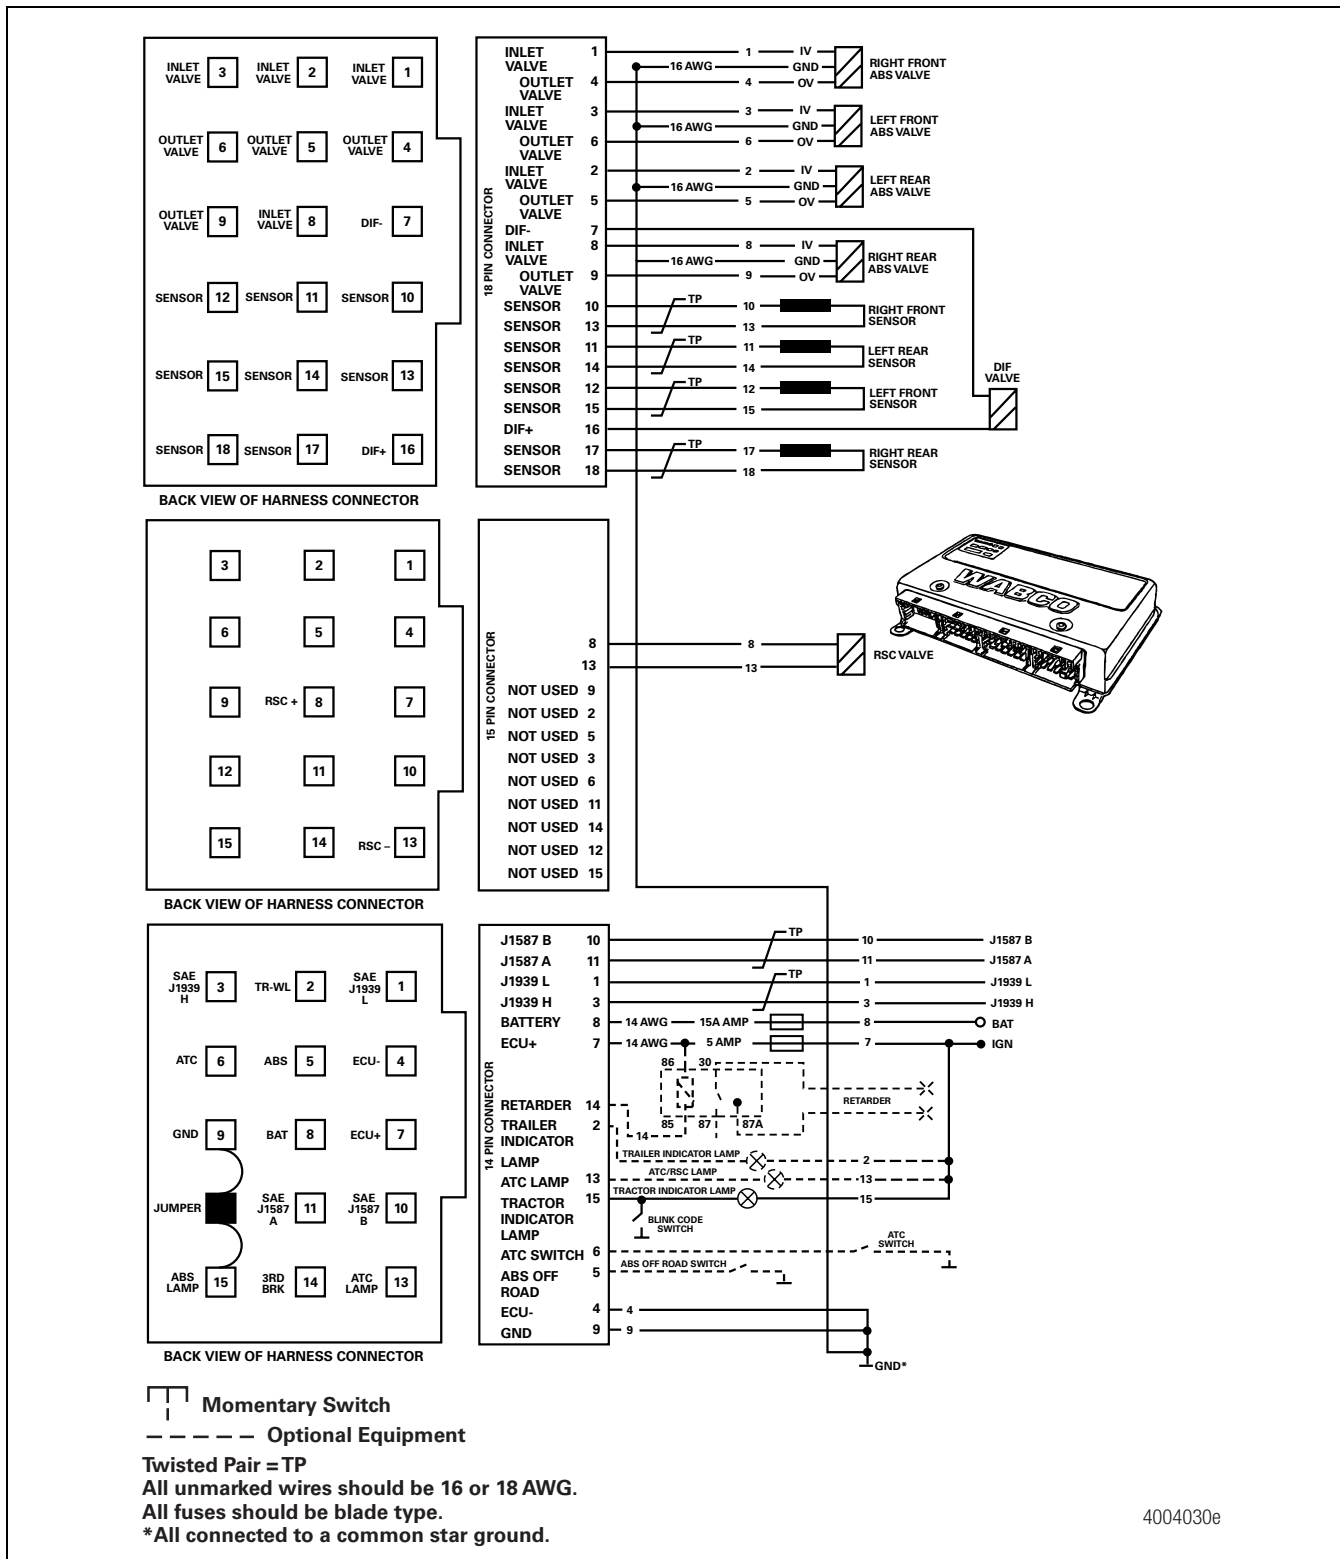 INLET VALVE 3 INLET VALVE 2 INLET VALVE 1
OUTLET VALVE 6 OUTLET VALVE 5 OUTLET VALVE 4
OUTLET VALVE 9 INLET VALVE 8 DIF- 7
SENSOR 12 SENSOR 11 SENSOR 10
SENSOR 15 SENSOR 14 SENSOR 13
SENSOR 18 SENSOR 17 DIF+ 16
BACK VIEW OF HARNESS CONNECTOR
18 PIN CONNECTOR
INLET VALVE 1 1 IV
16 AWG GND
OUTLET VALVE 4 4 OV
RIGHT FRONT
ABS VALVE
INLET VALVE 3 3 IV
16 AWG GND
OUTLET VALVE 6 6 OV
LEFT FRONT
ABS VALVE
INLET VALVE 2 2 IV
16 AWG GND
OUTLET VALVE 5 5 OV
LEFT REAR
ABS VALVE
DIF- 7
INLET VALVE 8 8 IV
16 AWG GND
OUTLET VALVE 9 9 OV
RIGHT REAR
ABS VALVE
SENSOR 10 TP 10
SENSOR 13 13
RIGHT FRONT
SENSOR
SENSOR 11 TP 11
SENSOR 14 14
LEFT REAR
SENSOR
SENSOR 12 TP 12
SENSOR 15 15
LEFT FRONT
SENSOR
DIF
VALVE
DIF+ 16
SENSOR 17 TP 17
SENSOR 18 18
RIGHT REAR
SENSOR
3 2 1
6 5 4
9 RSC + 8 7
12 11 10
15 14 RSC – 13
BACK VIEW OF HARNESS CONNECTOR
15 PIN CONNECTOR
8 8
13 13
RSC VALVE
NOT USED 9
NOT USED 2
NOT USED 5
NOT USED 3
NOT USED 6
NOT USED 11
NOT USED 14
NOT USED 12
NOT USED 15
WABCO
SAE J1939 H 3 TR-WL 2 SAE J1939 L 1
ATC 6 ABS 5 ECU- 4
GND 9 BAT 8 ECU+ 7
JUMPER SAE J1587 A 11 SAE J1587 B 10
ABS LAMP 15 3RD BRK 14 ATC LAMP 13
BACK VIEW OF HARNESS CONNECTOR
14 PIN CONNECTOR
J1587 B 10 TP 10 J1587 B
J1587 A 11 11 J1587 A
J1939 L 1 TP 1 J1939 L
J1939 H 3 3 J1939 H
BATTERY 8 14 AWG 15A AMP 8 BAT
ECU+ 7 14 AWG 5 AMP 7 IGN
86 30
RETARDER 14
RETARDER
85 87 87A
14
TRAILER INDICATOR LAMP 2 TRAILER INDICATOR LAMP 2
ATC LAMP 13 ATC/RSC LAMP 13
TRACTOR INDICATOR LAMP 15 TRACTOR INDICATOR LAMP 15
BLINK CODE
SWITCH
ATC SWITCH 6
ATC
SWITCH
ABS OFF ROAD 5 ABS OFF ROAD SWITCH
ECU- 4 4
GND 9 9
GND*
Momentary Switch
Optional Equipment
Twisted Pair = TP
All unmarked wires should be 16 or 18 AWG.
All fuses should be blade type.
*All connected to a common star ground.
4004030e